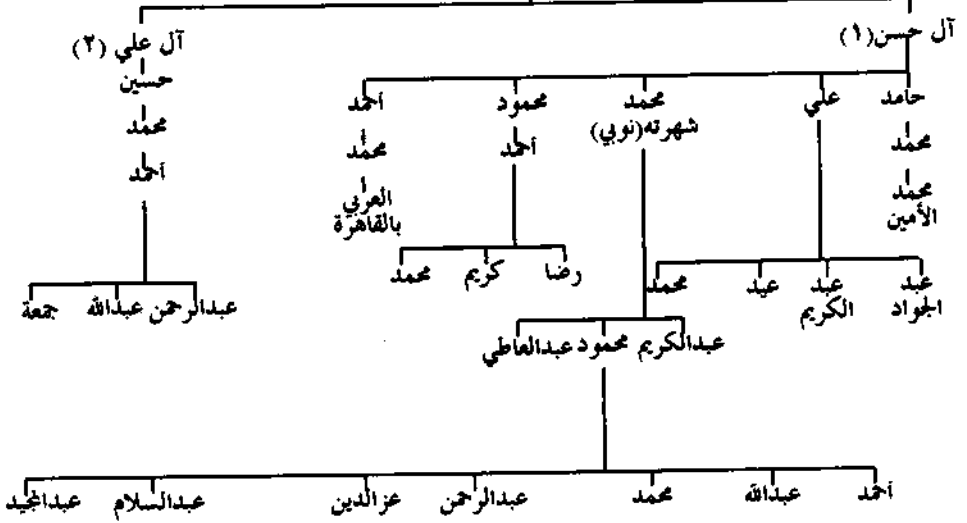 آل حسن(١) آل علي (٢)
حسين
حامد علي محمد محمود أحمد
شهرته(نوبي)
محمد أحمد محمد محمد
أحمد
محمد العربي
الأمين بالقاهرة
عبد عبد عيد محمد رضا كريم محمد
الجواد الكريم عبدالرحمن عبدالله جمعة
عبدالكريم محمود عبدالعاطي
أحمد عبدالله محمد عبدالرحمن عزالدين عبدالسلام عبدالمجيد